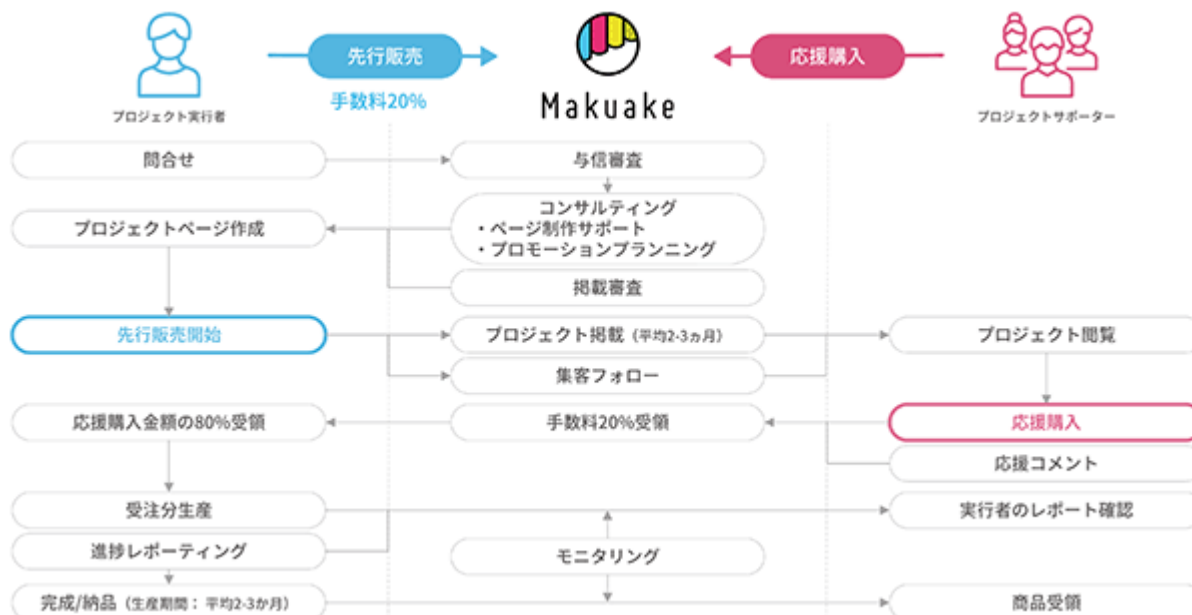 先行販売
応援購入
手数料20%
Makuake
プロジェクト実行者
プロジェクトサポーター
問合せ
与信審査
コンサルティング
・ページ制作サポート
・プロモーションプランニング
プロジェクトページ作成
掲載審査
先行販売開始
プロジェクト掲載（平均2-3ヵ月）
プロジェクト閲覧
集客フォロー
応援購入金額の80%受領
手数料20%受領
応援購入
応援コメント
受注分生産
実行者のレポート確認
進捗レポーティング
モニタリング
完成/納品（生産期間：平均2-3か月）
商品受領